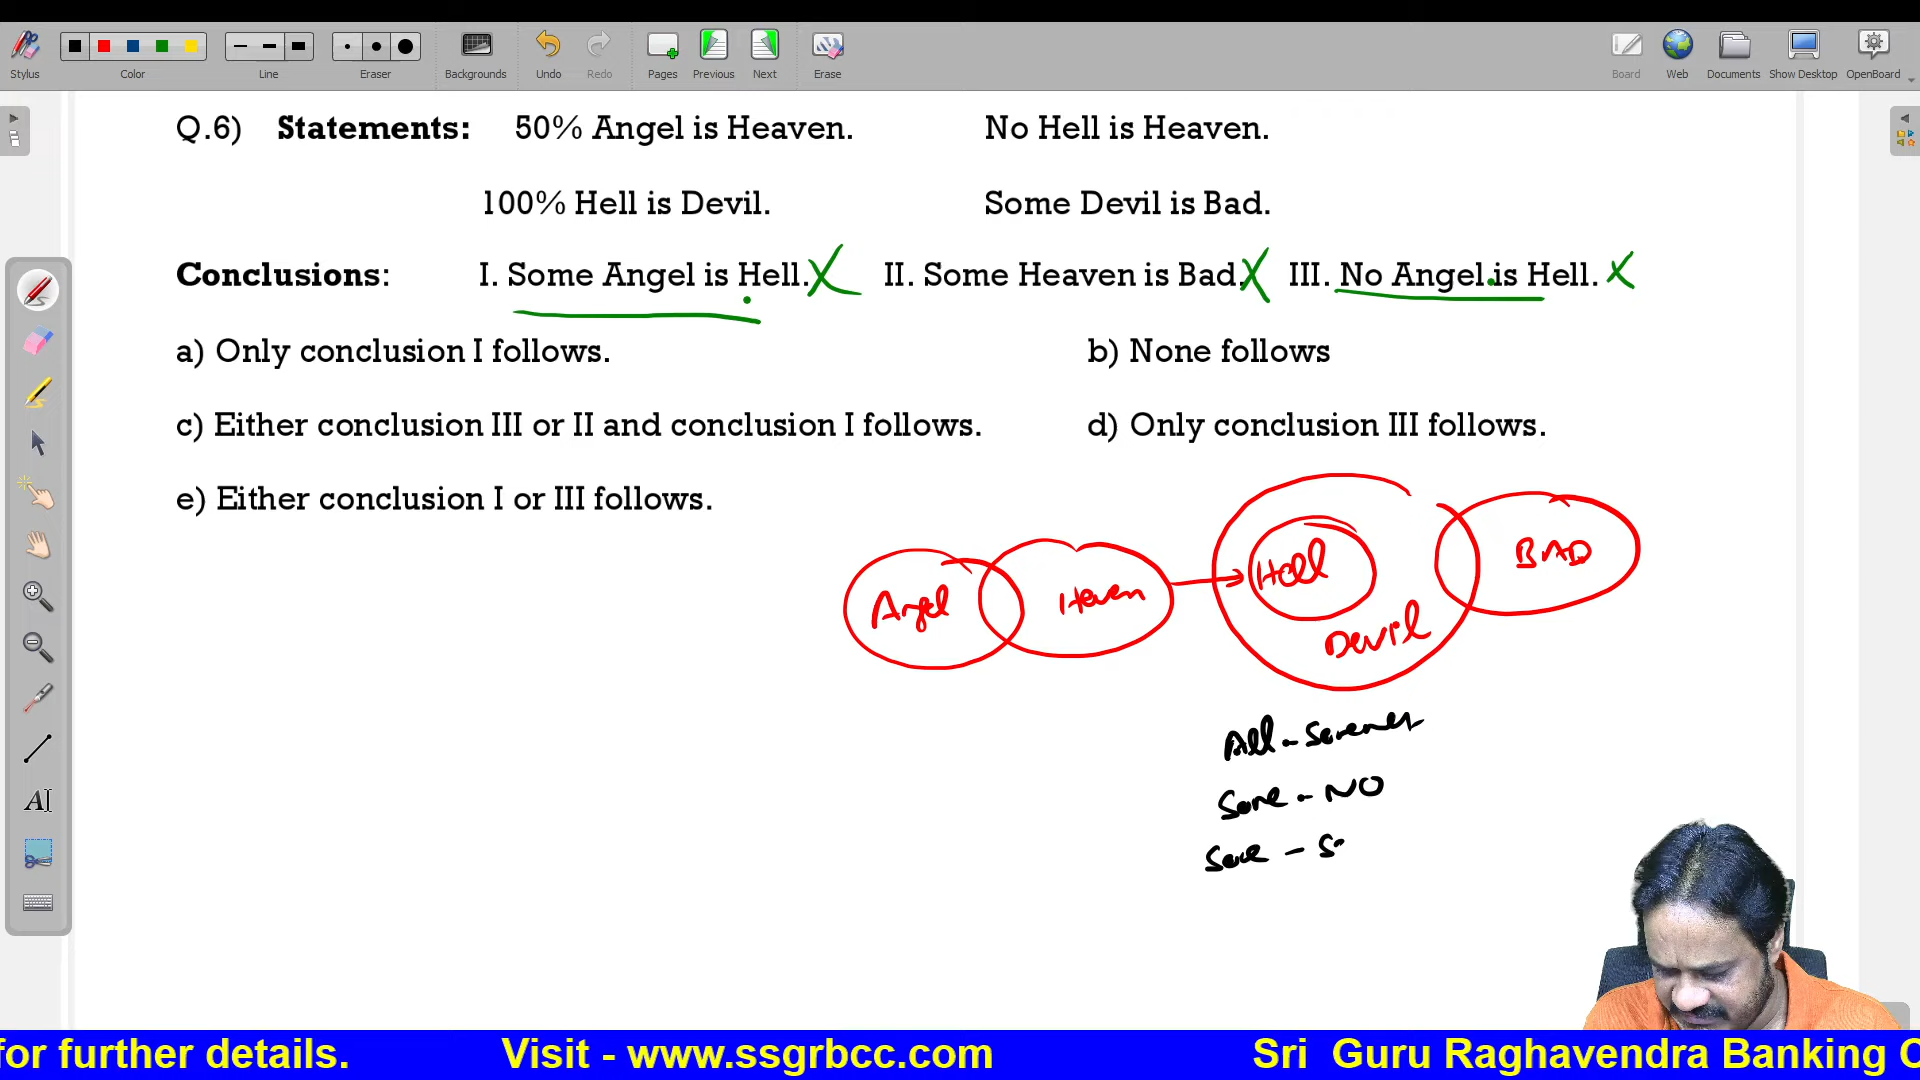 Stylus
Color
Line
Eraser
Backgrounds
Undo
Redo
Pages
Previous
Next
Erase
Board
Web
Documents
Show Desktop
OpenBoard
Q.6) Statements: 50% Angel is Heaven. No Hell is Heaven.
100% Hell is Devil. Some Devil is Bad.
Conclusions: I. Some Angel is Hell. II. Some Heaven is Bad. III. No Angel is Hell.
a) Only conclusion I follows. b) None follows
c) Either conclusion III or II and conclusion I follows. d) Only conclusion III follows.
e) Either conclusion I or III follows.
Angel Heven Hell Devil BAD
All -
Some - NO
Some - S
for further details. Visit - www.ssgrbcc.com Sri Guru Raghavendra Banking C